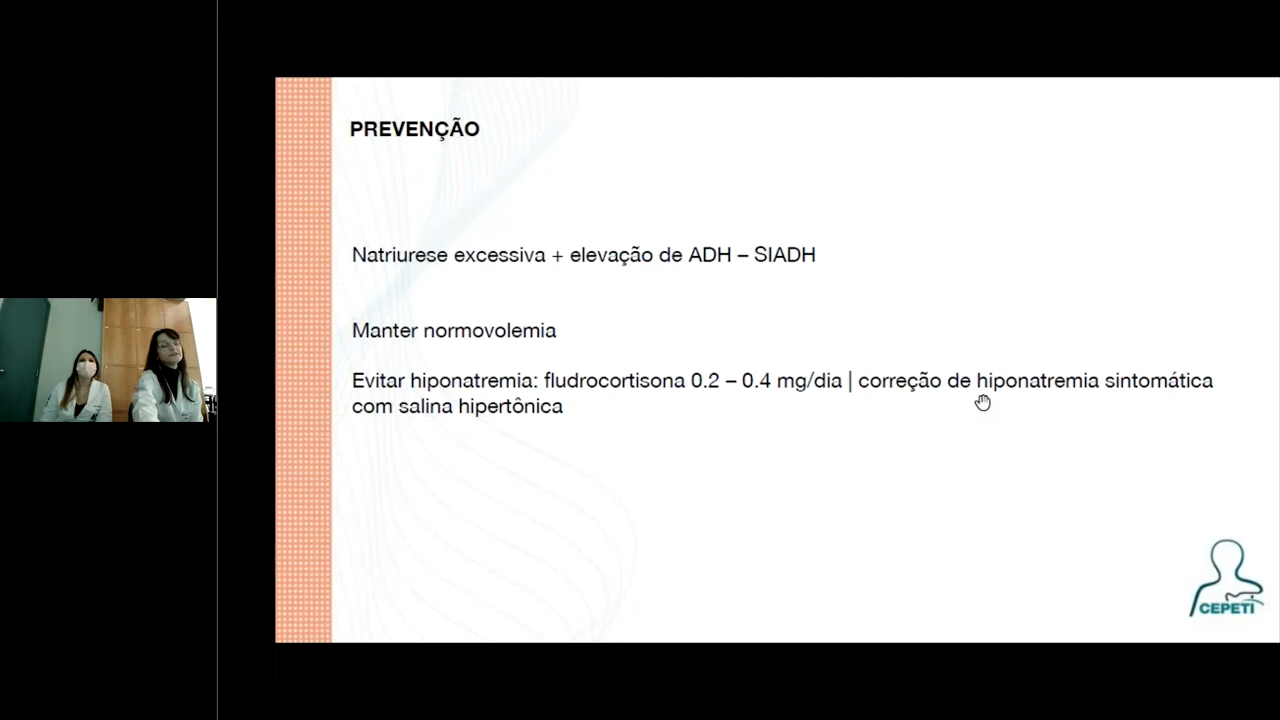 PREVENÇÃO
Natriurese excessiva + elevação de ADH – SIADH
Manter normovolemia
Evitar hiponatremia: fludrocortisona 0.2 – 0.4 mg/dia | correção de hiponatremia sintomática
com salina hipertônica
CEPETI